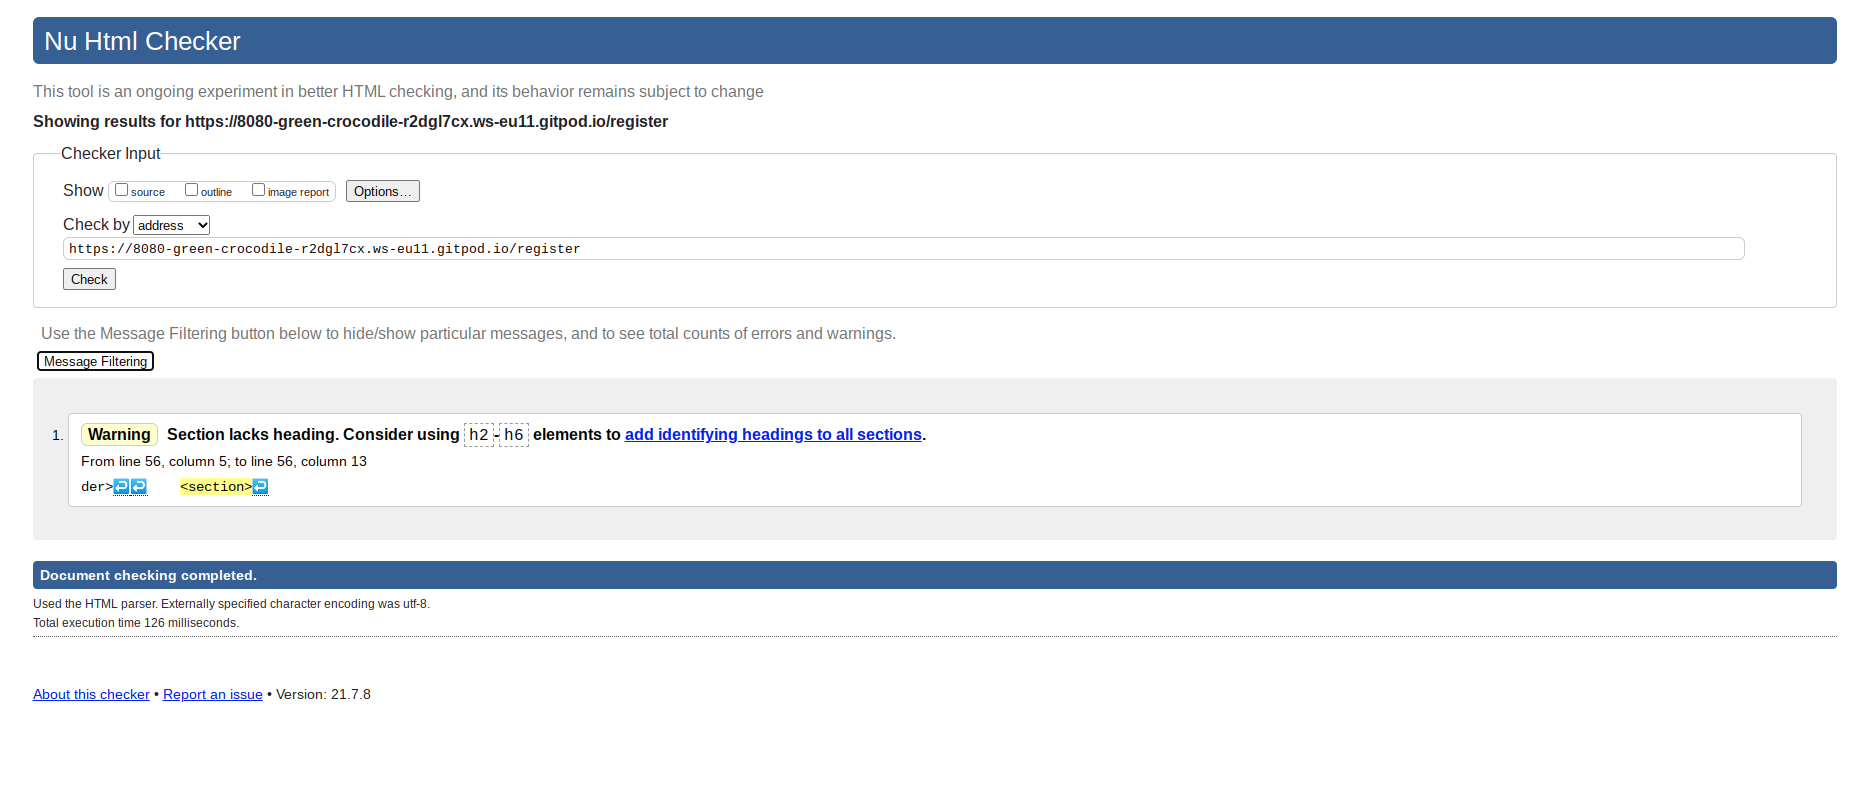 Nu Html Checker
This tool is an ongoing experiment in better HTML checking, and its behavior remains subject to change
Showing results for https://8080-green-crocodile-r2dgl7cx.ws-eu11.gitpod.io/register
Checker Input
Show source outline image report Options...
Check by address
https://8080-green-crocodile-r2dgl7cx.ws-eu11.gitpod.io/register
Check
Use the Message Filtering button below to hide/show particular messages, and to see total counts of errors and warnings.
Message Filtering
1. Warning Section lacks heading. Consider using h2-h6 elements to add identifying headings to all sections.
From line 56, column 5; to line 56, column 13
der>↩↩ <section>↩
Document checking completed.
Used the HTML parser. Externally specified character encoding was utf-8.
Total execution time 126 milliseconds.
About this checker • Report an issue • Version: 21.7.8